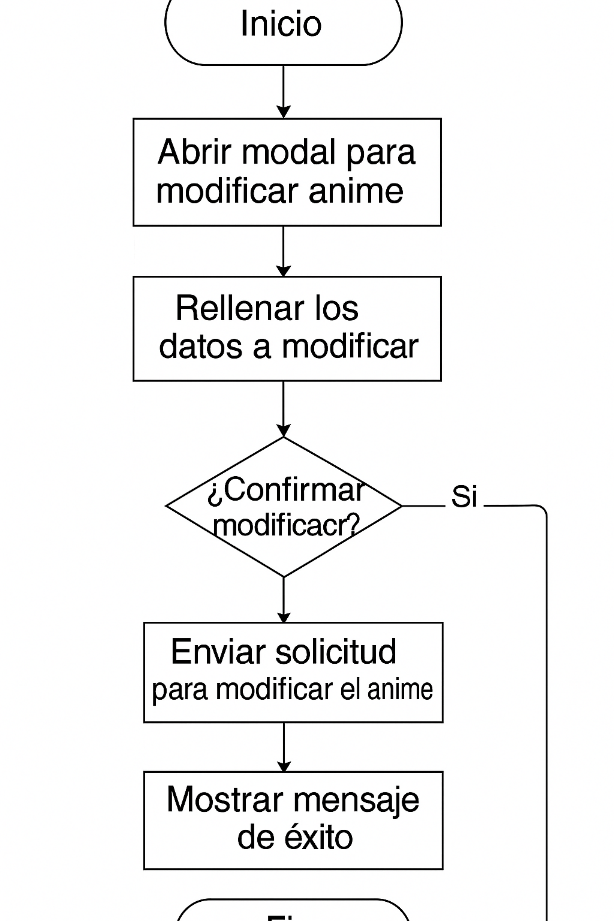 Inicio
Abrir modal para
modificar anime
Rellenar los
datos a modificar
¿Confirmar
modificacr?
Si
Enviar solicitud
para modificar el anime
Mostrar mensaje
de éxito